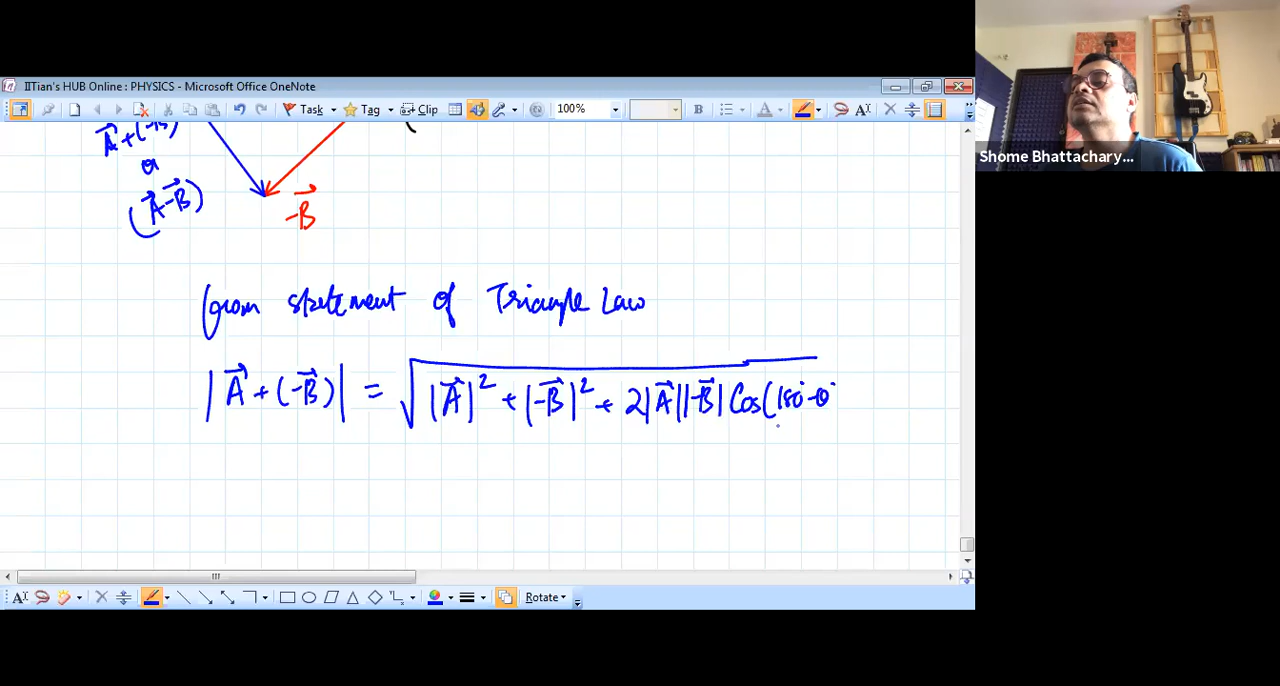 IITian's HUB Online : PHYSICS - Microsoft Office OneNote
Task Tag Clip 100% B A A
A⃗+(-B⃗)
or
(A⃗-B⃗)
-B⃗
from statement of Triangle Law
|A⃗+(-B⃗)| = √|A⃗|²+|-B⃗|²+2|A⃗||-B⃗|Cos(180°-θ
Rotate
Shome Bhattachary...